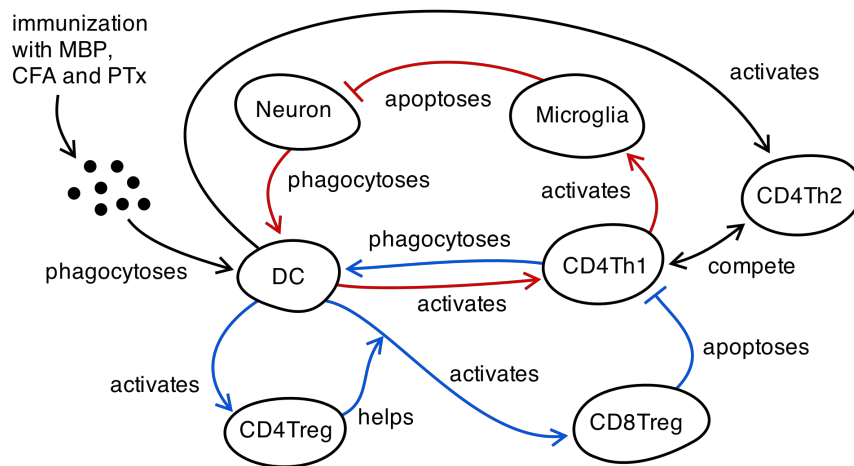 immunization
with MBP,
CFA and PTx
activates
Neuron
apoptoses
Microglia
phagocytoses
activates
CD4Th2
phagocytoses
CD4Th1
phagocytoses
DC
compete
activates
apoptoses
activates
activates
helps
CD4Treg
CD8Treg